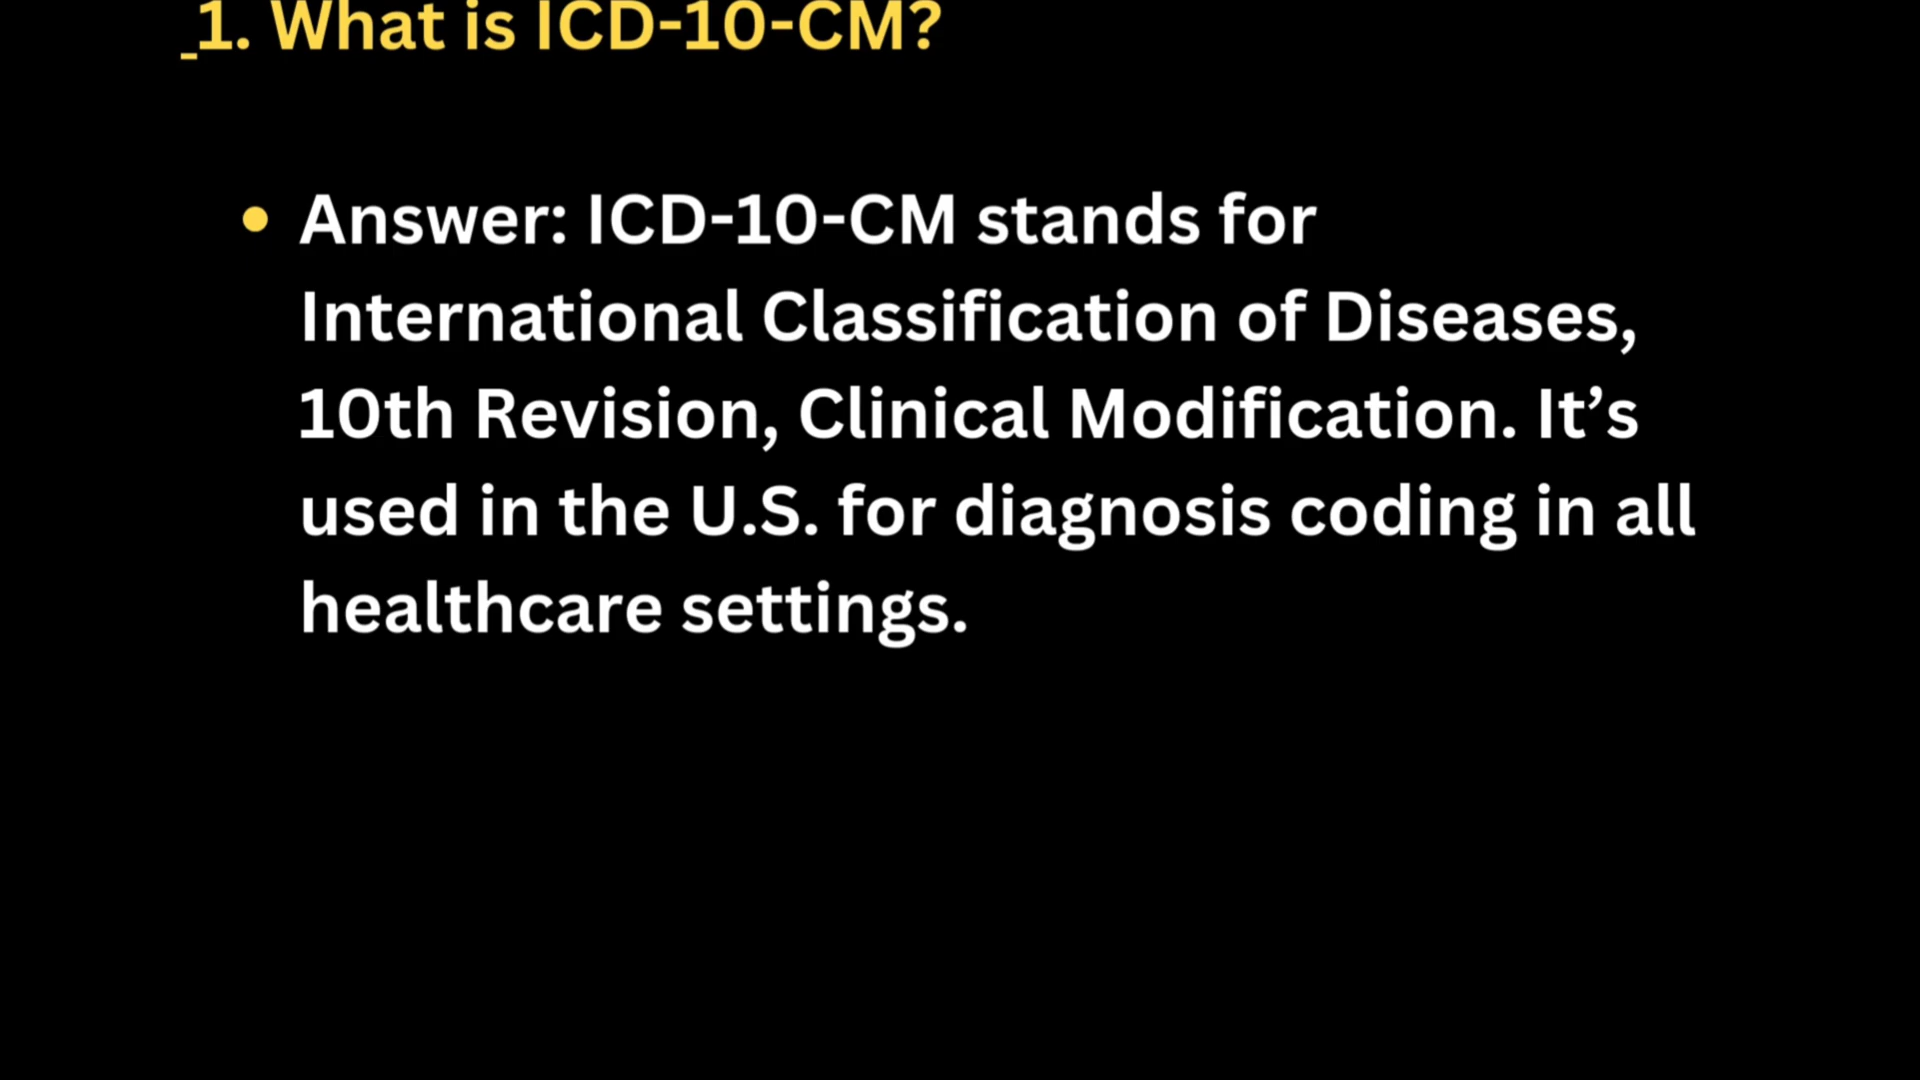 _1. What is ICD-10-CM?
• Answer: ICD-10-CM stands for
International Classification of Diseases,
10th Revision, Clinical Modification. It’s
used in the U.S. for diagnosis coding in all
healthcare settings.